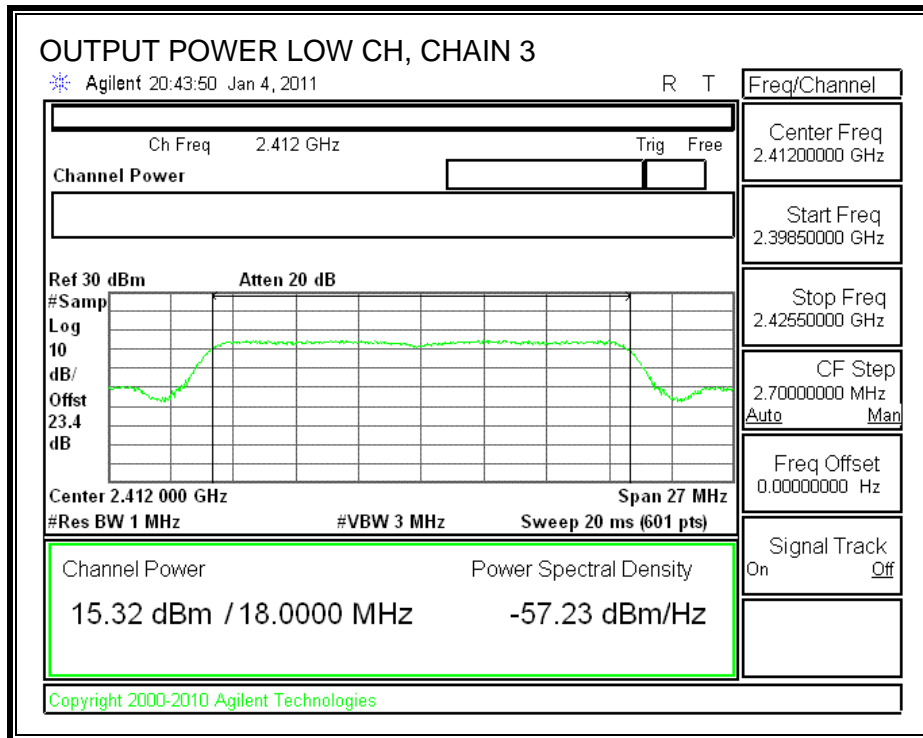 OUTPUT POWER LOW CH, CHAIN 3
Agilent 20:43:50 Jan 4, 2011 R T
Freq/Channel
Ch Freq 2.412 GHz Trig Free
Channel Power
Center Freq
2.41200000 GHz
Start Freq
2.39850000 GHz
Stop Freq
2.42550000 GHz
CF Step
2.70000000 MHz
Auto Man
Freq Offset
0.00000000 Hz
Signal Track
On Off
Ref 30 dBm Atten 20 dB
#Samp
Log
10
dB/
Offst
23.4
dB
Center 2.412 000 GHz Span 27 MHz
#Res BW 1 MHz #VBW 3 MHz Sweep 20 ms (601 pts)
Channel Power Power Spectral Density
15.32 dBm / 18.0000 MHz -57.23 dBm/Hz
Copyright 2000-2010 Agilent Technologies